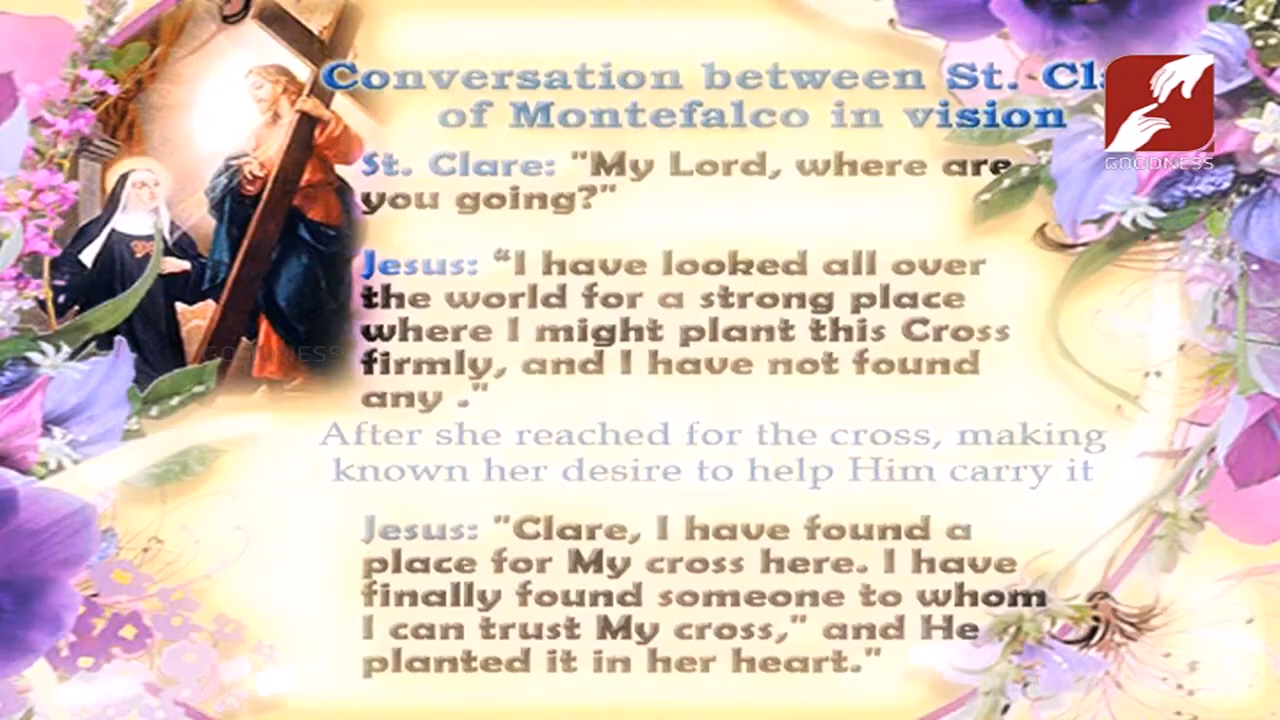 Conversation between St. Cl
of Montefalco in vision
GOODNESS
St. Clare: "My Lord, where are
you going?"
Jesus: “I have looked all over
the world for a strong place
where I might plant this Cross
firmly, and I have not found
any ."
GOODNESS
After she reached for the cross, making
known her desire to help Him carry it
Jesus: "Clare, I have found a
place for My cross here. I have
finally found someone to whom
I can trust My cross," and He
planted it in her heart."